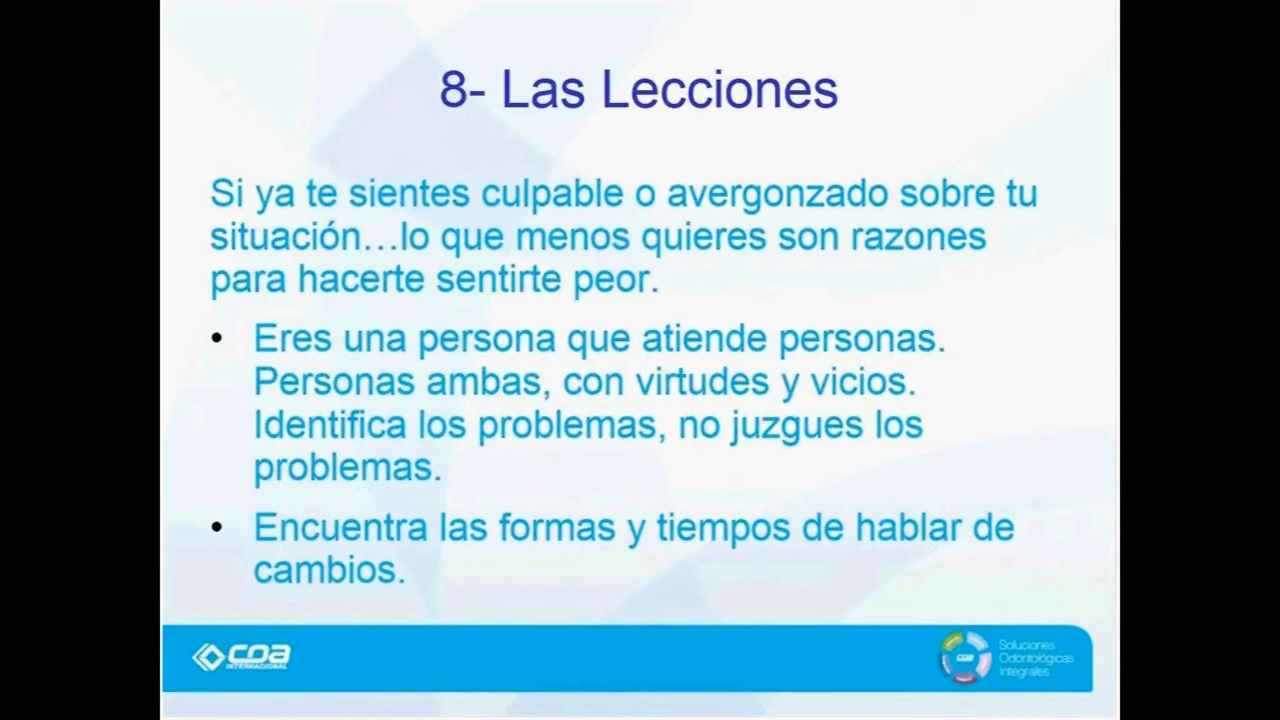 8- Las Lecciones
Si ya te sientes culpable o avergonzado sobre tu
situación...lo que menos quieres son razones
para hacerte sentirte peor.
• Eres una persona que atiende personas.
Personas ambas, con virtudes y vicios.
Identifica los problemas, no juzgues los
problemas.
• Encuentra las formas y tiempos de hablar de
cambios.
COA
INTERNACIONAL
COA
Soluciones
Odontológicas
Integrales